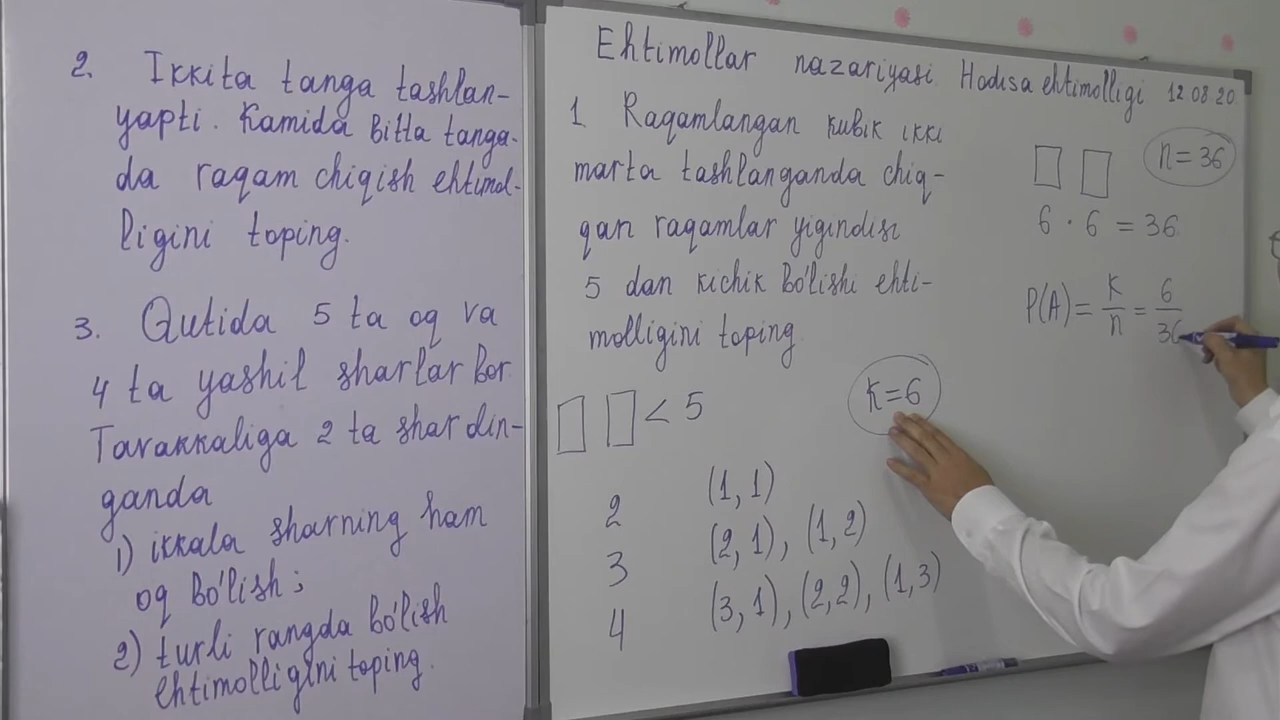 2. Ikkita tanga tashlan-
yapti. Kamida bitta tanga-
da raqam chiqish ehtimol-
ligini toping.
3. Qutida 5 ta oq va
4 ta yashil sharlar bor
Tavakkaliga 2 ta shar olin-
ganda
1) ikkala sharning ham
oq bo'lish;
2) turli rangda bo'lish
ehtimolligini toping.
Ehtimollar nazariyasi. Hodisa ehtimolligi 12.08.20
1. Raqamlangan kubik ikki
marta tashlanganda chiq-
qan raqamlar yigindisi
5 dan kichik bo'lishi ehti-
molligini toping
□ □ < 5
K=6
2 (1,1)
3 (2,1), (1,2)
4 (3,1), (2,2), (1,3)
□ □ n=36
6 · 6 = 36
P(A) = K/n = 6/36